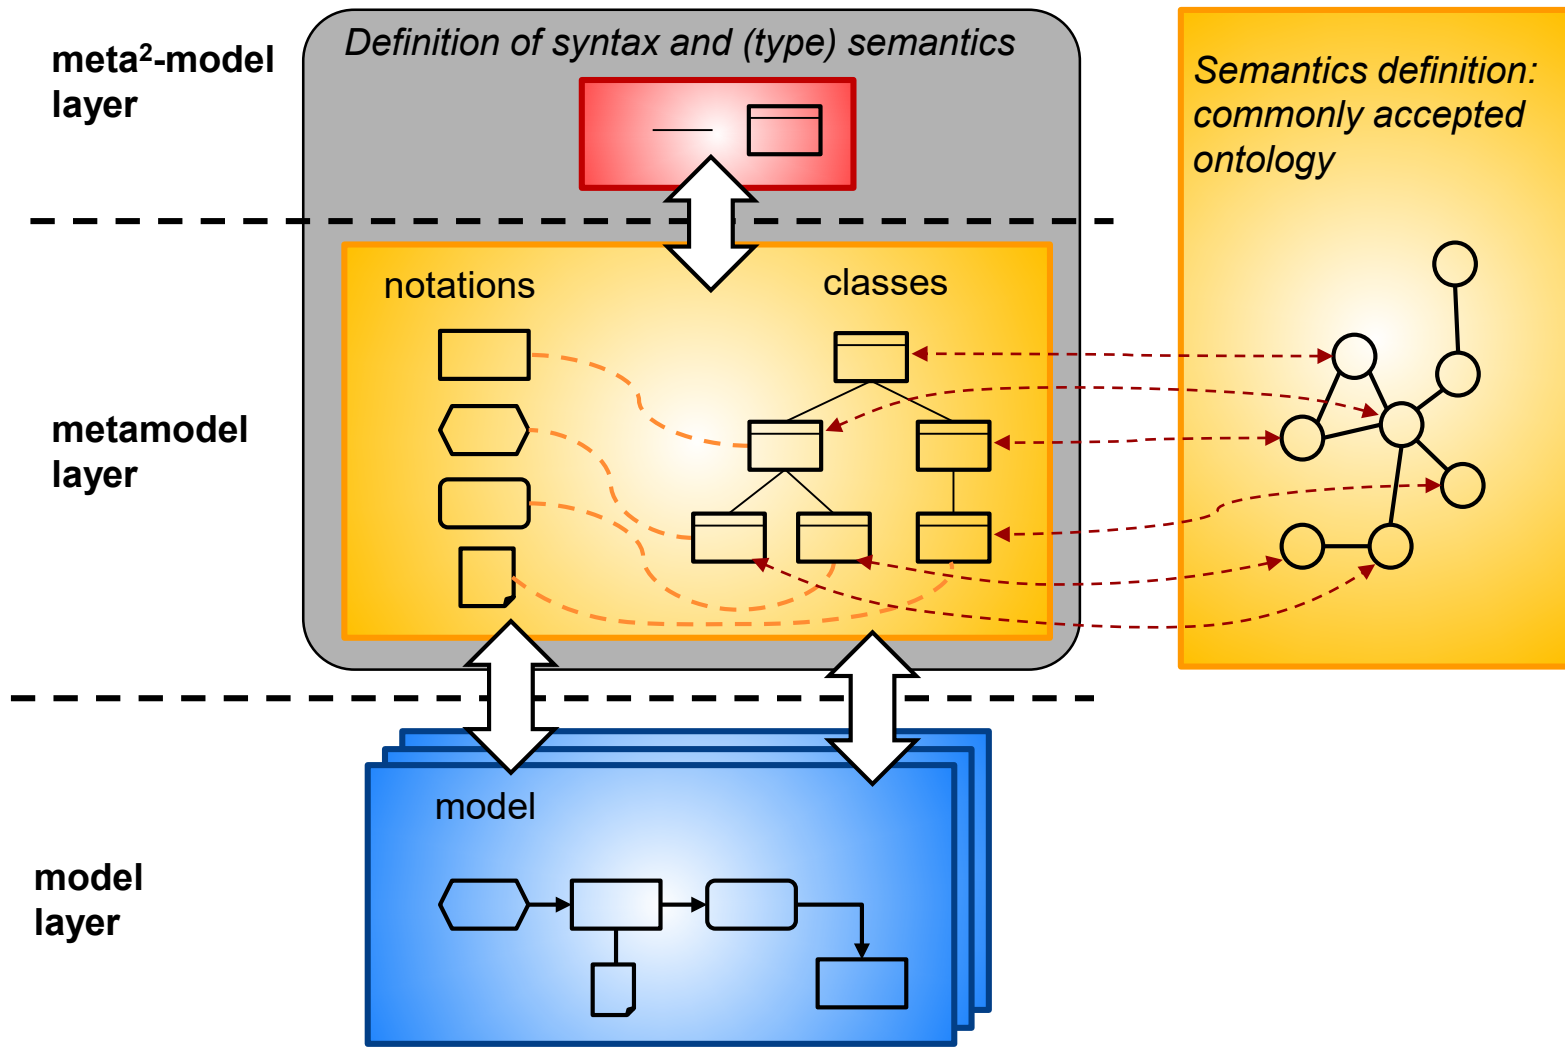 meta²-model
layer
Definition of syntax and (type) semantics
Semantics definition:
commonly accepted
ontology
notations
classes
metamodel
layer
model
model
layer